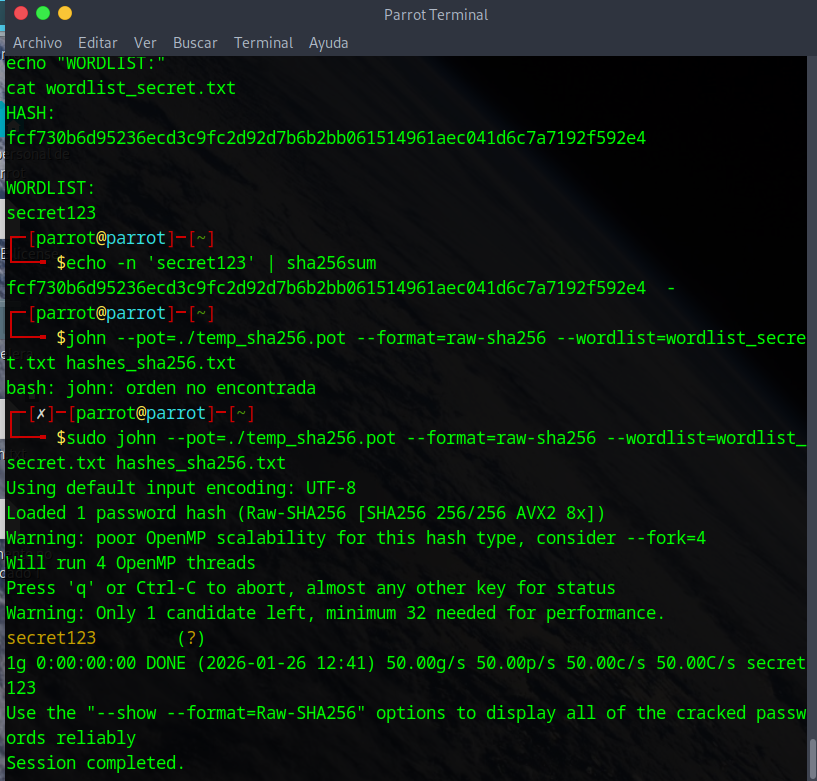 Parrot Terminal
Archivo Editar Ver Buscar Terminal Ayuda
echo "WORDLIST:"
cat wordlist_secret.txt
HASH:
fcf730b6d95236ecd3c9fc2d92d7b6b2bb061514961aec041d6c7a7192f592e4
WORDLIST:
secret123
[parrot@parrot]─[~]
$echo -n 'secret123' | sha256sum
fcf730b6d95236ecd3c9fc2d92d7b6b2bb061514961aec041d6c7a7192f592e4  -
[parrot@parrot]─[~]
$john --pot=./temp_sha256.pot --format=raw-sha256 --wordlist=wordlist_secre
t.txt hashes_sha256.txt
bash: john: orden no encontrada
[✗]─[parrot@parrot]─[~]
$sudo john --pot=./temp_sha256.pot --format=raw-sha256 --wordlist=wordlist_
secret.txt hashes_sha256.txt
Using default input encoding: UTF-8
Loaded 1 password hash (Raw-SHA256 [SHA256 256/256 AVX2 8x])
Warning: poor OpenMP scalability for this hash type, consider --fork=4
Will run 4 OpenMP threads
Press 'q' or Ctrl-C to abort, almost any other key for status
Warning: Only 1 candidate left, minimum 32 needed for performance.
secret123        (?)
1g 0:00:00:00 DONE (2026-01-26 12:41) 50.00g/s 50.00p/s 50.00c/s 50.00C/s secret
123
Use the "--show --format=Raw-SHA256" options to display all of the cracked passw
ords reliably
Session completed.